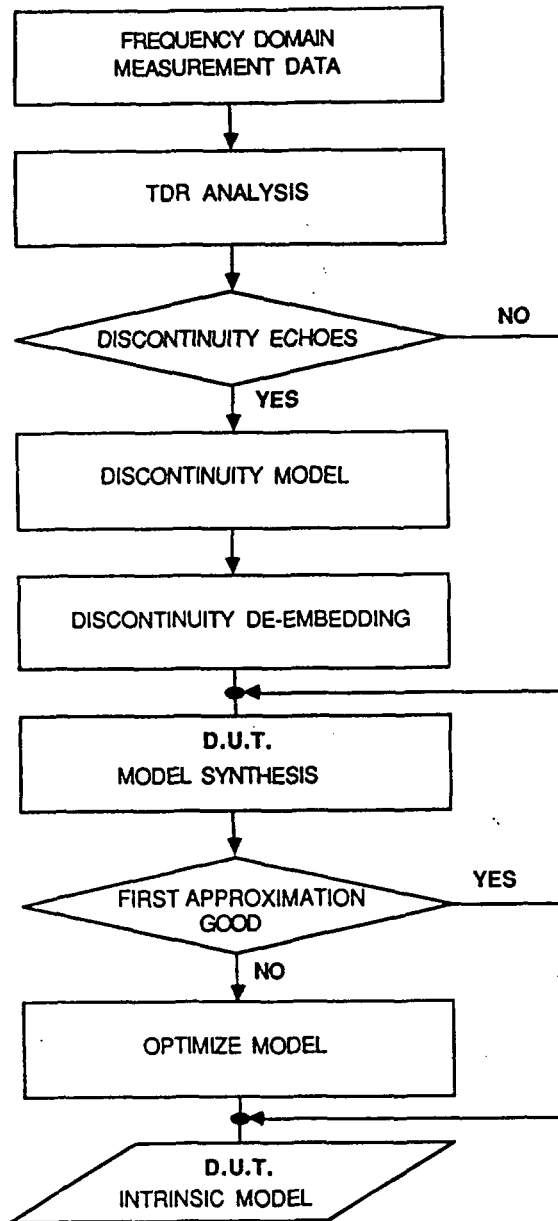 FREQUENCY DOMAIN
MEASUREMENT DATA
TDR ANALYSIS
DISCONTINUITY ECHOES
NO
YES
DISCONTINUITY MODEL
DISCONTINUITY DE-EMBEDDING
D.U.T.
MODEL SYNTHESIS
FIRST APPROXIMATION
GOOD
YES
NO
OPTIMIZE MODEL
D.U.T.
INTRINSIC MODEL